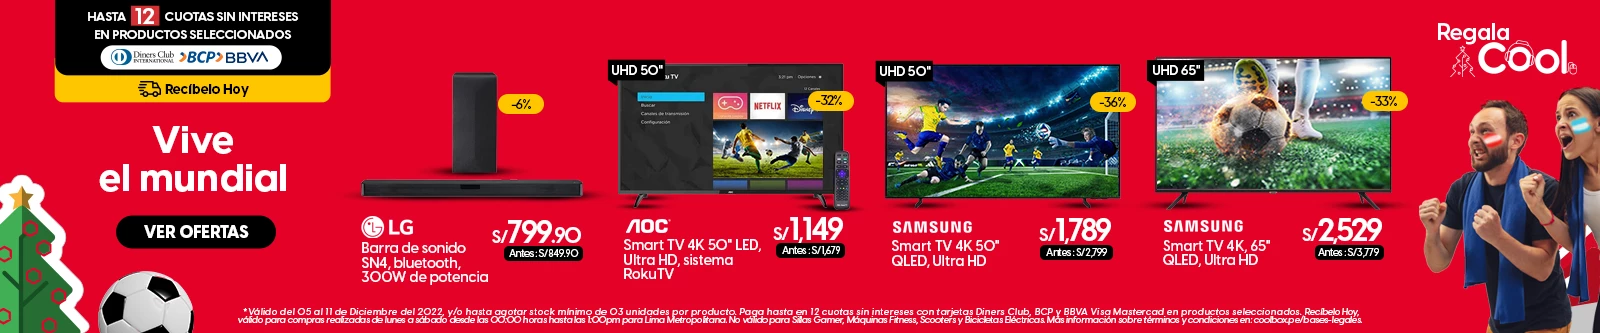 HASTA 12 CUOTAS SIN INTERESES
EN PRODUCTOS SELECCIONADOS
Diners Club INTERNATIONAL BCP BBVA
Recíbelo Hoy
Vive
el mundial
VER OFERTAS
-6%
LG
S/799.90
Antes: S/849.90
Barra de sonido
SN4, bluetooth,
300W de potencia
UHD 50"
-32%
Buscar
Canales de transmisión
Configuración
NETFLIX
Disney
AOC
S/1,149
Antes: S/1,679
Smart TV 4K 50" LED,
Ultra HD, sistema
RokuTV
UHD 50"
-36%
SAMSUNG
S/1,789
Antes: S/2,799
Smart TV 4K 50"
QLED, Ultra HD
UHD 65"
-33%
SAMSUNG
S/2,529
Antes: S/3,779
Smart TV 4K, 65"
QLED, Ultra HD
Regala
Cool
*Válido del 05 al 11 de Diciembre del 2022, y/o hasta agotar stock mínimo de 03 unidades por producto. Paga hasta en 12 cuotas sin intereses con tarjetas Diners Club, BCP y BBVA Visa Mastercad en productos seleccionados. Recíbelo Hoy,
válido para compras realizadas de lunes a sábado desde las 00:00 horas hasta las 1:00pm para Lima Metropolitana. No válido para Sillas Gamer, Máquinas Fitness, Scooters y Bicicletas Eléctricas. Más información sobre términos y condiciones en: coolbox.pe/bases-legales.